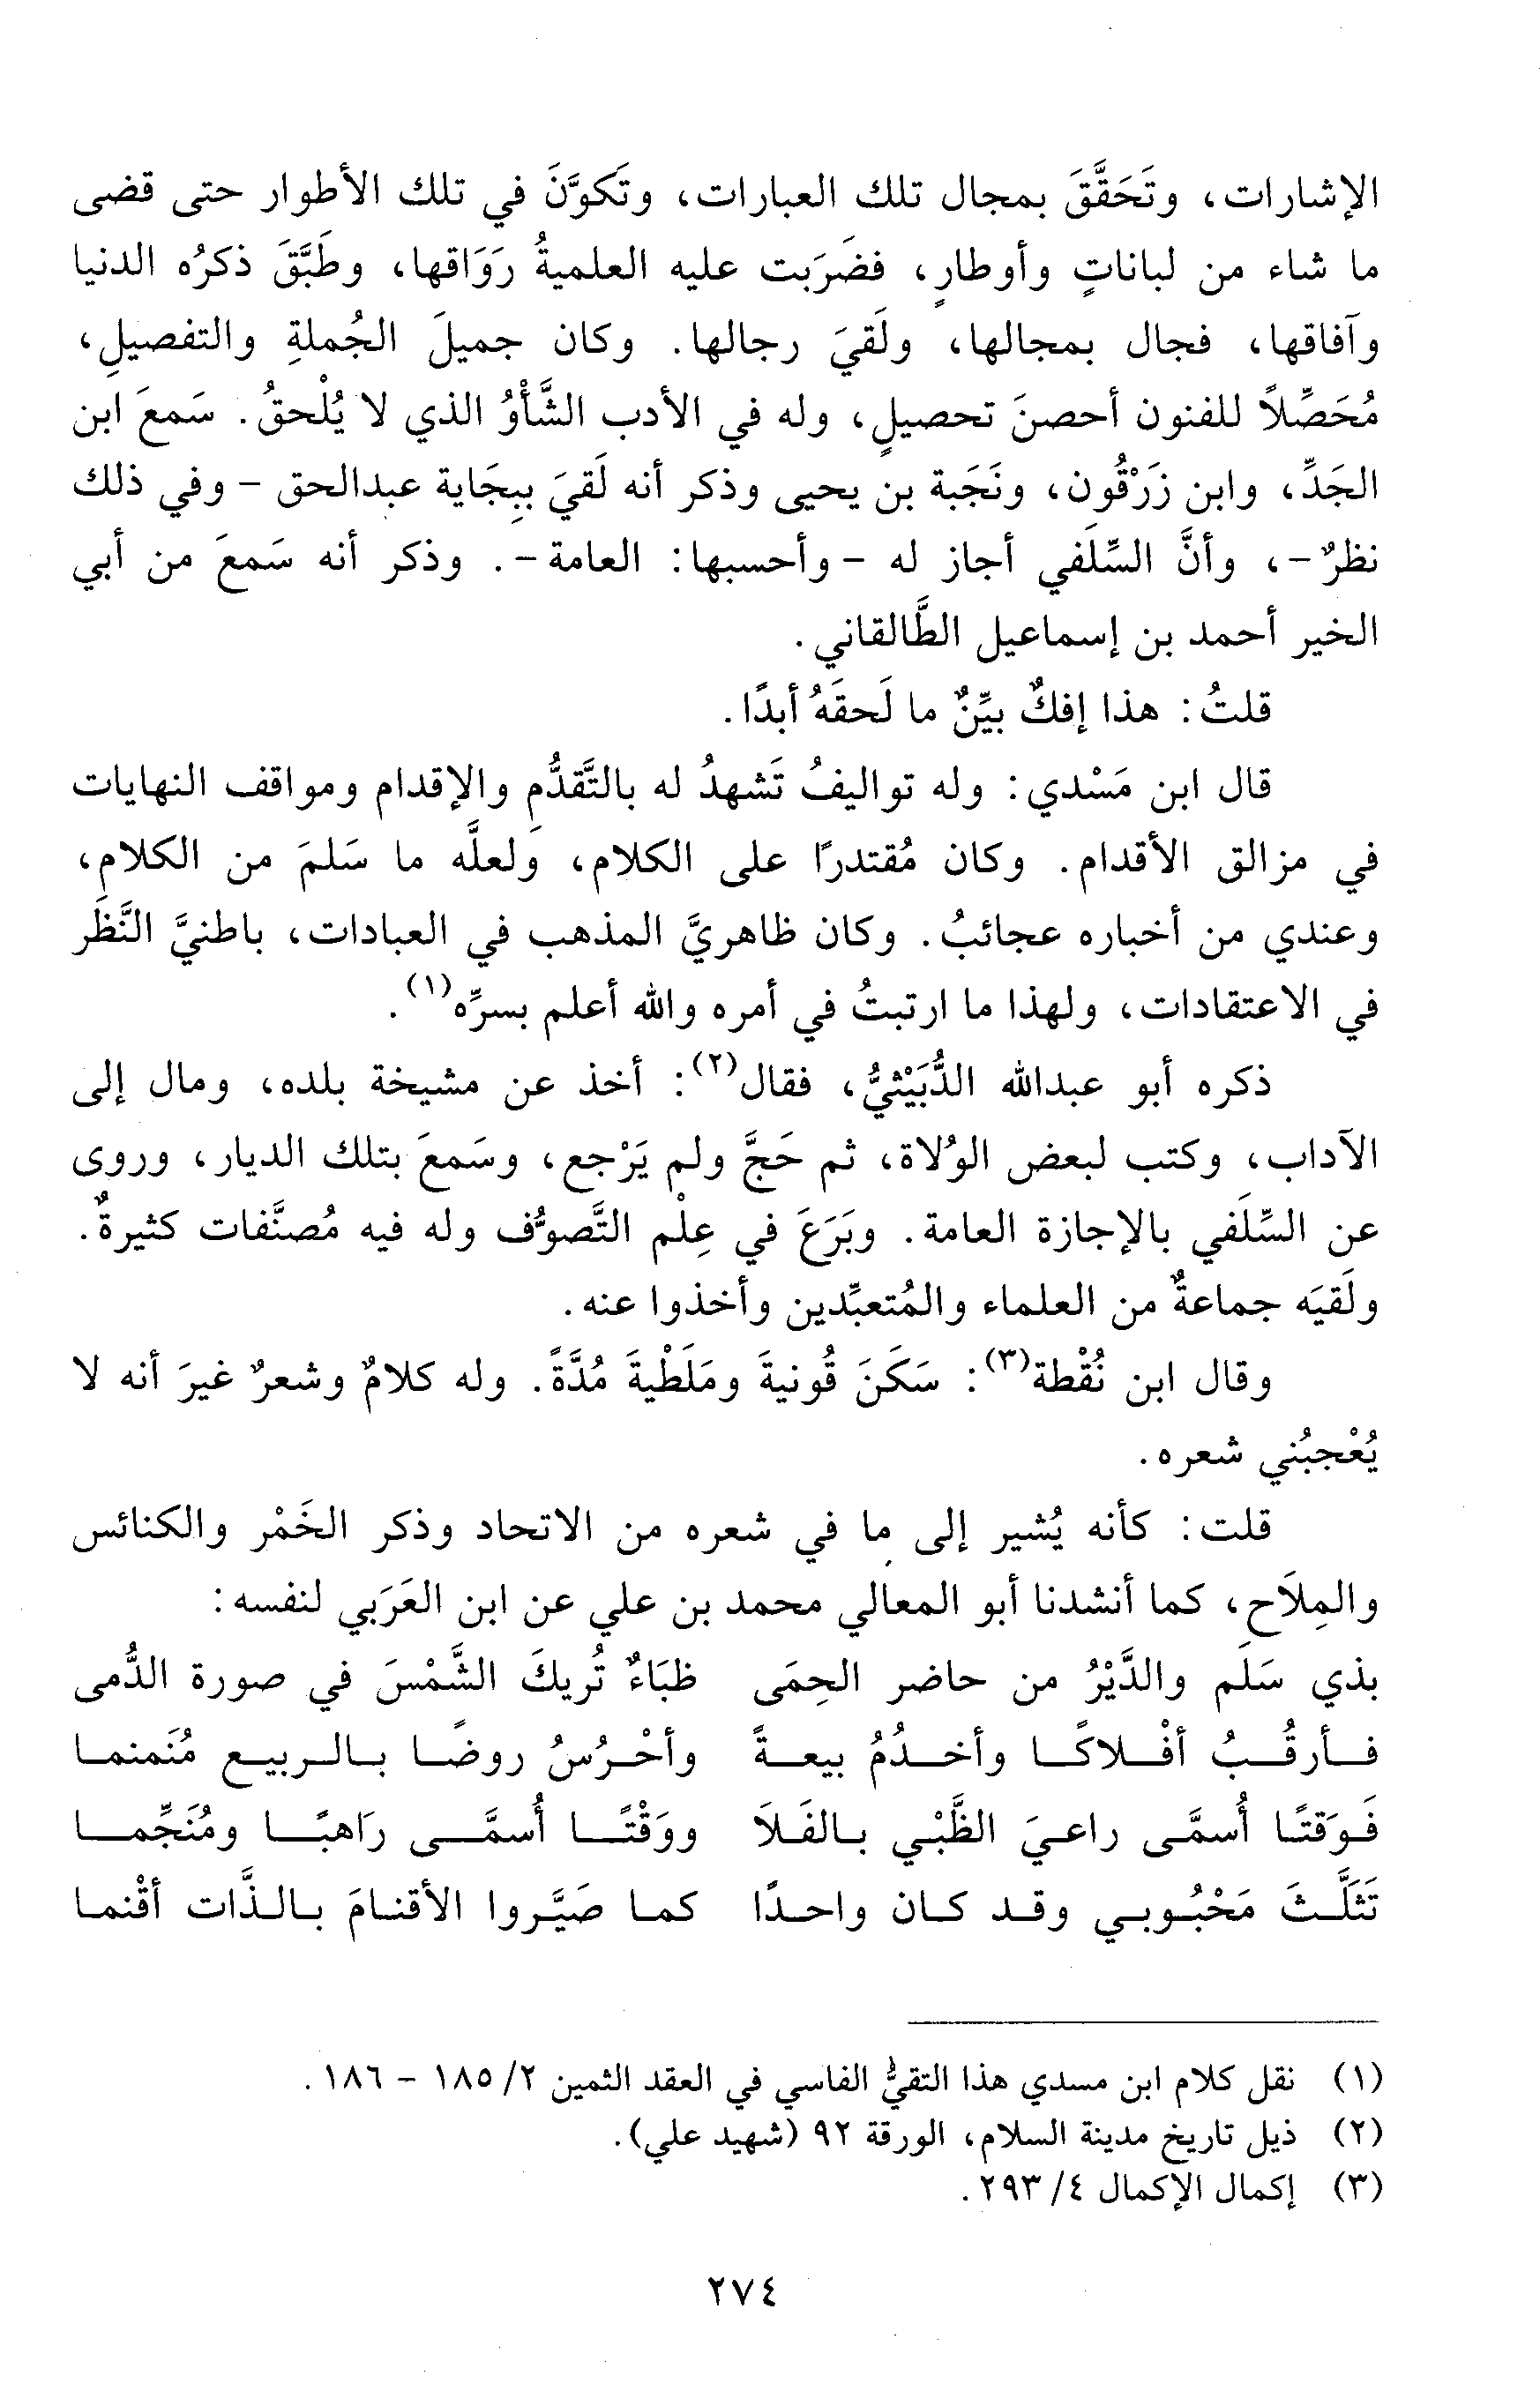 الإشارات، وتَحَقَّقَ بمجال تلك العبارات، وتَكوَّنَ في تلك الأطوار حتى قضى
ما شاء من لباناتٍ وأوطارٍ، فضَرَبت عليه العلميةُ رَوَاقها، وطَبَّقَ ذكرُه الدنيا
وآفاقها، فجال بمجالها، ولَقيَ رجالها. وكان جميلَ الجُملةِ والتفصيلِ،
مُحَصِّلاً للفنون أحصنَ تحصيلٍ، وله في الأدب الشَّأْوُ الذي لا يُلْحقُ. سَمعَ ابن
الجَدِّ، وابن زَرْقُون، ونَجَبة بن يحيى وذكر أنه لَقيَ ببِجَاية عبدالحق - وفي ذلك
نظرٌ -، وأنَّ السِّلَفي أجاز له - وأحسبها: العامة -. وذكر أنه سَمعَ من أبي
الخير أحمد بن إسماعيل الطَّالقاني.
قلتُ: هذا إفكٌ بيِّنٌ ما لَحقَهُ أبدًا.
قال ابن مَسْدي: وله تواليفُ تَشهدُ له بالتَّقدُّم والإقدام ومواقف النهايات
في مزالق الأقدام. وكان مُقتدرًا على الكلام، وَلعلَّه ما سَلمَ من الكلام،
وعندي من أخباره عجائبُ. وكان ظاهريَّ المذهب في العبادات، باطنيَّ النَّظَر
في الاعتقادات، ولهذا ما ارتبتُ في أمره والله أعلم بسرِّه(١).
ذكره أبو عبدالله الدُّبَيْثيُّ، فقال(٢): أخذ عن مشيخة بلده، ومال إلى
الآداب، وكتب لبعض الوُلاة، ثم حَجَّ ولم يَرْجع، وسَمعَ بتلك الديار، وروى
عن السِّلَفي بالإجازة العامة. وبَرَعَ في عِلْم التَّصوُّف وله فيه مُصنَّفات كثيرةٌ.
ولَقيَه جماعةٌ من العلماء والمُتعبِّدين وأخذوا عنه.
وقال ابن نُقْطة(٣): سَكَنَ قُونيةَ ومَلَطْيةَ مُدَّةً. وله كلامٌ وشعرٌ غيرَ أنه لا
يُعْجبُني شعره.
قلت: كأنه يُشير إلى ما في شعره من الاتحاد وذكر الخَمْر والكنائس
والمِلاَح، كما أنشدنا أبو المعالي محمد بن علي عن ابن العَرَبي لنفسه:
بذي سَلَم والدَّيْرُ من حاضر الحِمَى ظبَاءٌ تُريكَ الشَّمْسَ في صورة الدُّمى
فأرقُبُ أفْلاكًا وأخدُمُ بيعةً وأحْرُسُ روضًا بالربيع مُنَمنما
فَوَقتًا أُسمَّى راعيَ الظَّبْي بالفَلاَ ووَقْتًا أُسمَّى رَاهبًا ومُنَجِّما
تَثَلَّثَ مَحْبُوبي وقد كان واحدًا كما صَيَّروا الأقنامَ بالذَّات أقْنما
(١) نقل كلام ابن مسدي هذا التقيُّ الفاسي في العقد الثمين ٢/ ١٨٥ - ١٨٦.
(٢) ذيل تاريخ مدينة السلام، الورقة ٩٢ (شهيد علي).
(٣) إكمال الإكمال ٤/ ٢٩٣.
٢٧٤